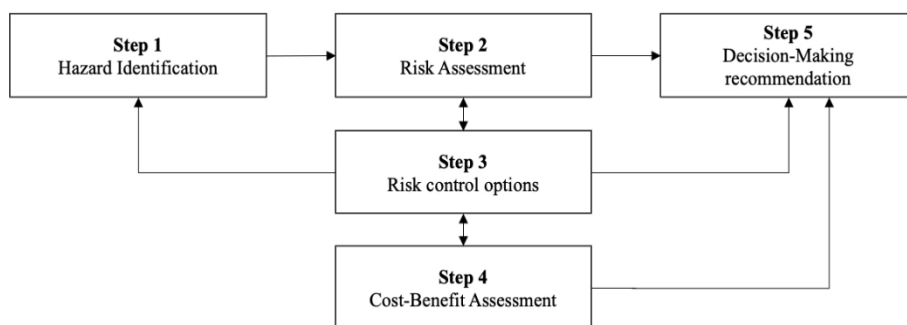 Step 1
Hazard Identification
Step 2
Risk Assessment
Step 5
Decision-Making
recommendation
Step 3
Risk control options
Step 4
Cost-Benefit Assessment